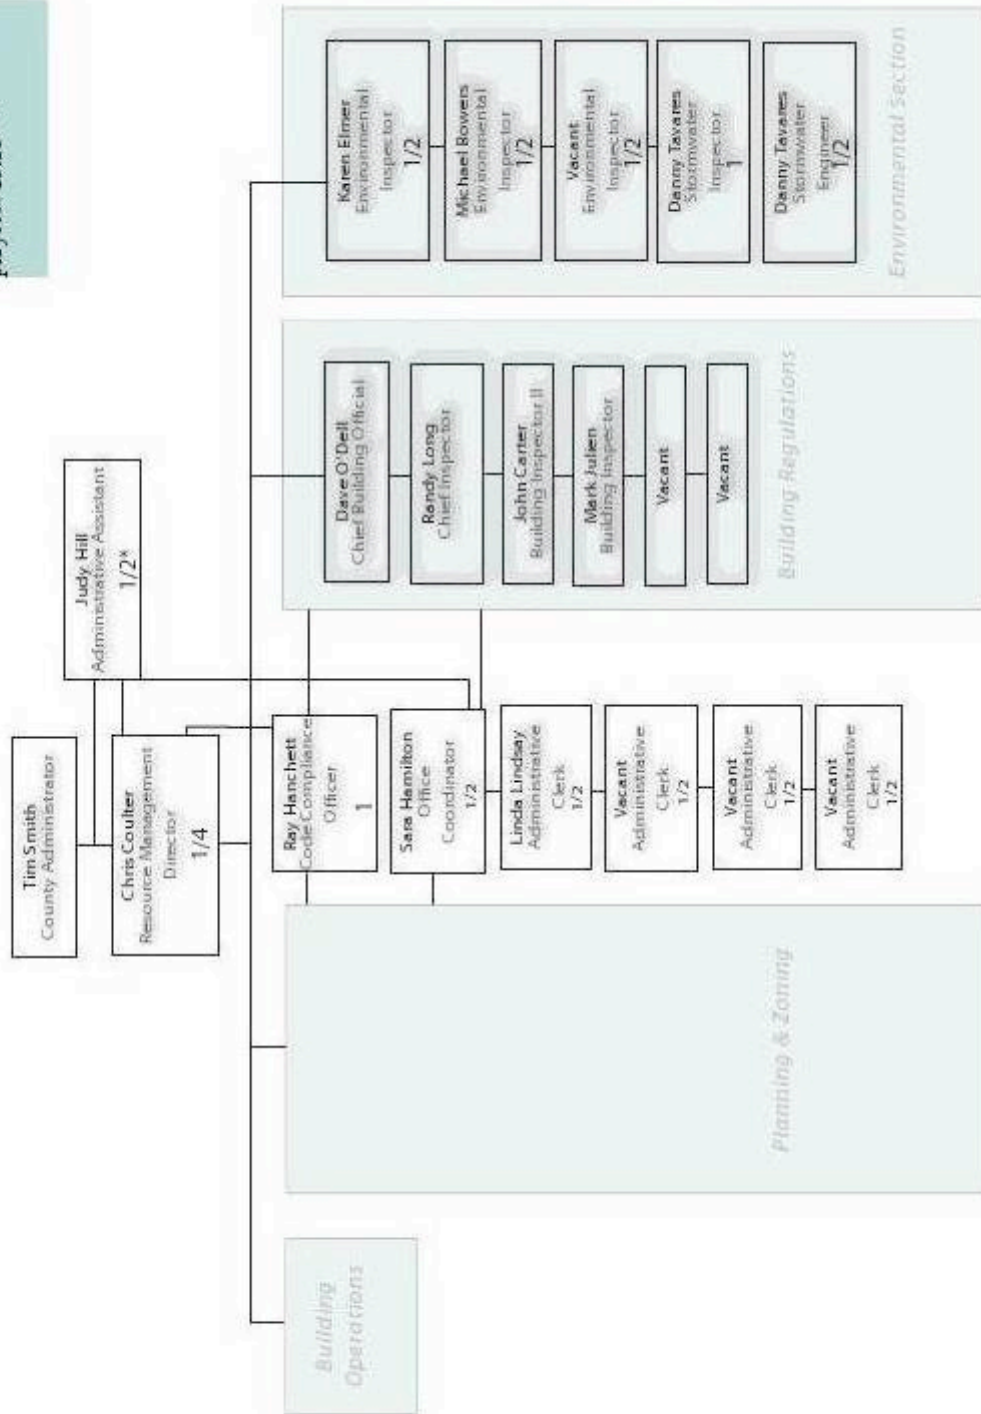 Tim Smith
County Administrator
Judy Hill
Administrative Assistant
1/2*
Chris Coulter
Resource Management
Director
1/4
Building
Operations
Planning & Zoning
Ray Hanchett
Code Compliance
Officer
1
Sara Hamilton
Office
Coordinator
1/2
Linda Lindsay
Administrative
Clerk
1/2
Vacant
Administrative
Clerk
1/2
Vacant
Administrative
Clerk
1/2
Vacant
Administrative
Clerk
1/2
Dave O'Dell
Chief Building Official
Randy Long
Chief Inspector
John Carter
Building Inspector II
Mark Julien
Building Inspector
Vacant
Vacant
Building Regulations
Karen Elmer
Environmental
Inspector
1/2
Michael Bowers
Environmental
Inspector
1/2
Vacant
Environmental
Inspector
1/2
Danny Tavares
Stormwater
Inspector
1
Danny Tavares
Stormwater
Engineer
1/2
Environmental Section